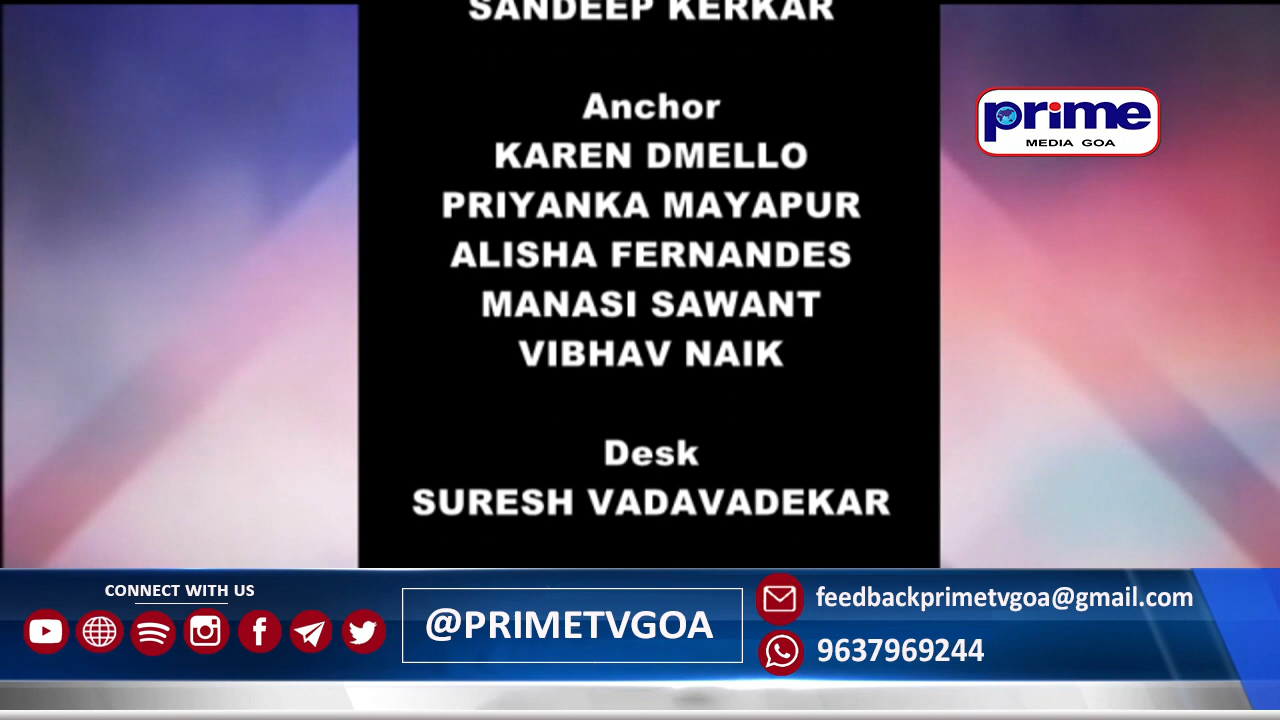 SANDEEP KERKAR
Anchor
KAREN DMELLO
PRIYANKA MAYAPUR
ALISHA FERNANDES
MANASI SAWANT
VIBHAV NAIK
Desk
SURESH VADAVADEKAR
prime
MEDIA GOA
CONNECT WITH US
@PRIMETVGOA
feedbackprimetvgoa@gmail.com
9637969244